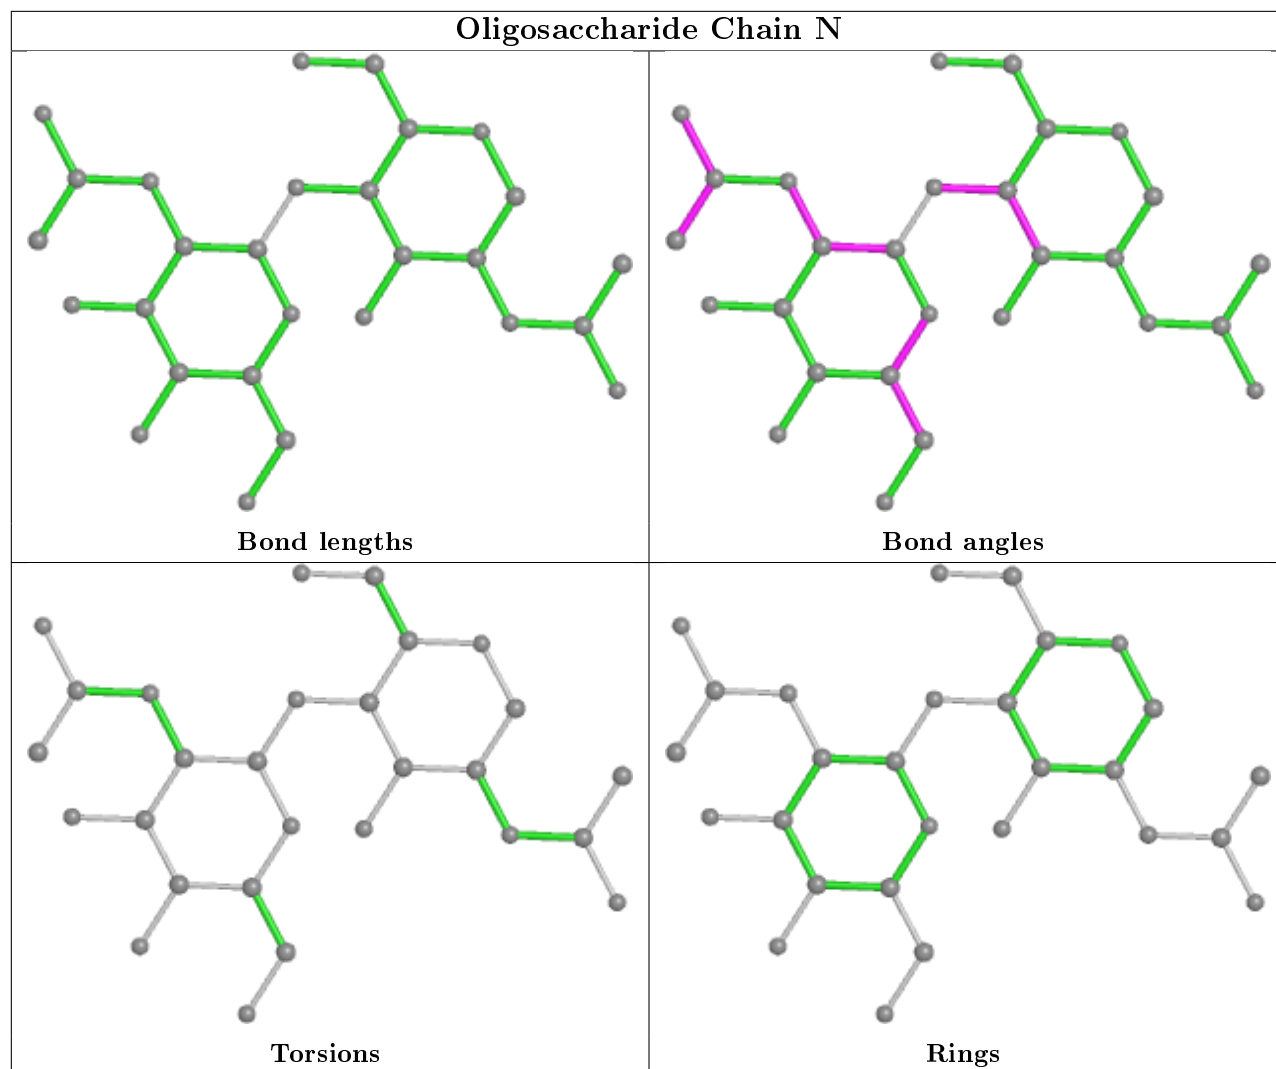 Oligosaccharide Chain N
Bond lengths
Bond angles
Torsions
Rings